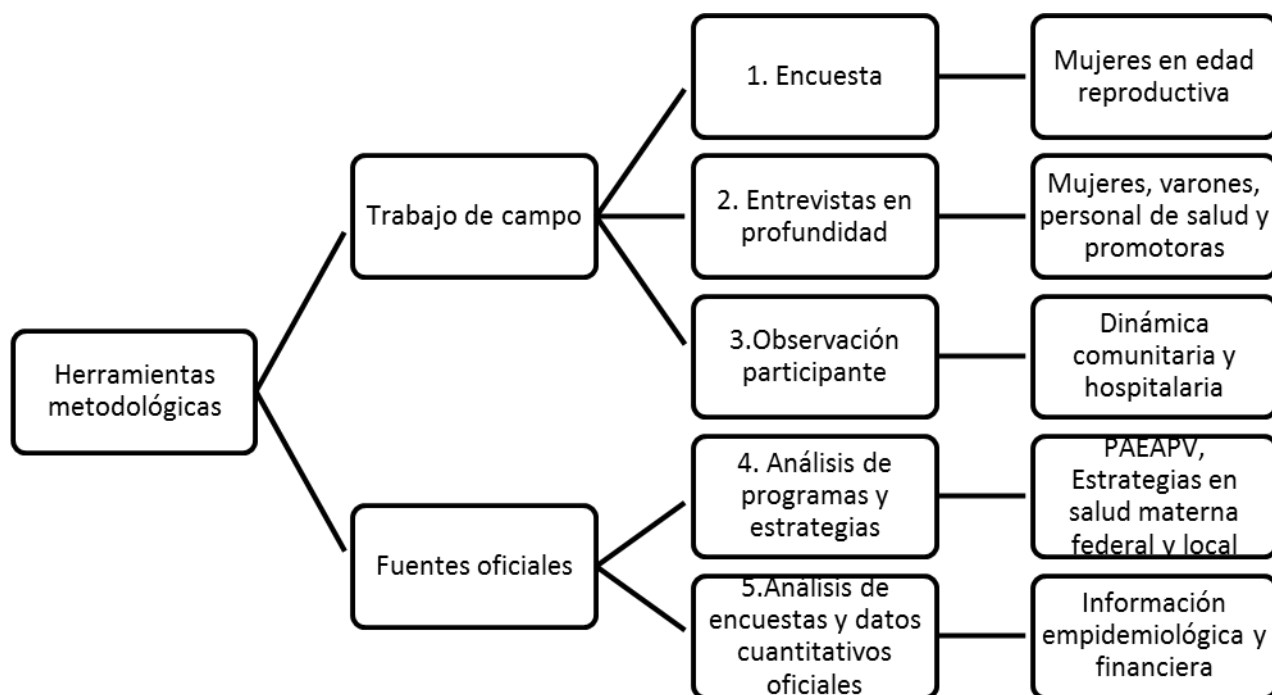 Herramientas
metodológicas
Trabajo de campo
1. Encuesta
Mujeres en edad
reproductiva
2. Entrevistas en
profundidad
Mujeres, varones,
personal de salud y
promotoras
3.Observación
participante
Dinámica
comunitaria y
hospitalaria
Fuentes oficiales
4. Análisis de
programas y
estrategias
PAEAPV,
Estrategias en
salud materna
federal y local
5.Análisis de
encuestas y datos
cuantitativos
oficiales
Información
empidemiológica y
financiera